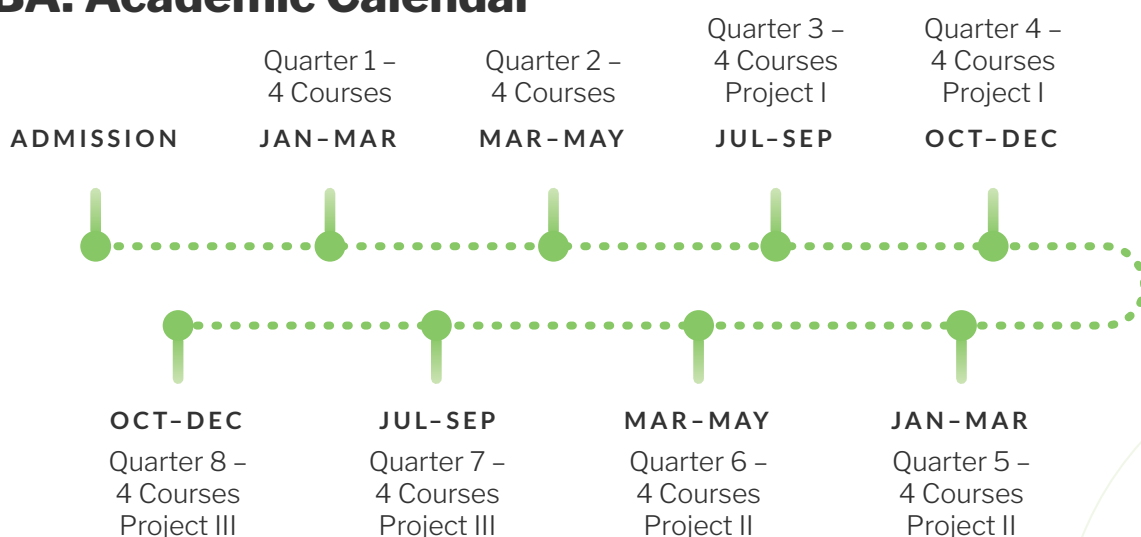 BA: Academic Calendar
Quarter 1 –
4 Courses
Quarter 2 –
4 Courses
Quarter 3 –
4 Courses
Project I
Quarter 4 –
4 Courses
Project I
ADMISSION
JAN–MAR
MAR–MAY
JUL–SEP
OCT–DEC
OCT–DEC
Quarter 8 –
4 Courses
Project III
JUL–SEP
Quarter 7 –
4 Courses
Project III
MAR–MAY
Quarter 6 –
4 Courses
Project II
JAN–MAR
Quarter 5 –
4 Courses
Project II